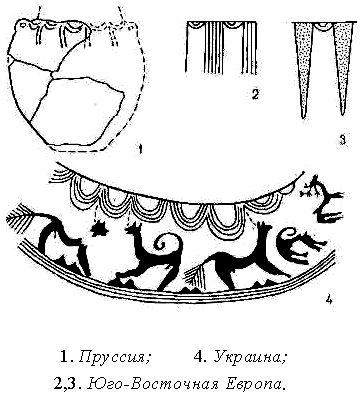 1
2
3
4
1. Пруссия; 4. Украина;
2,3. Юго-Восточная Европа.